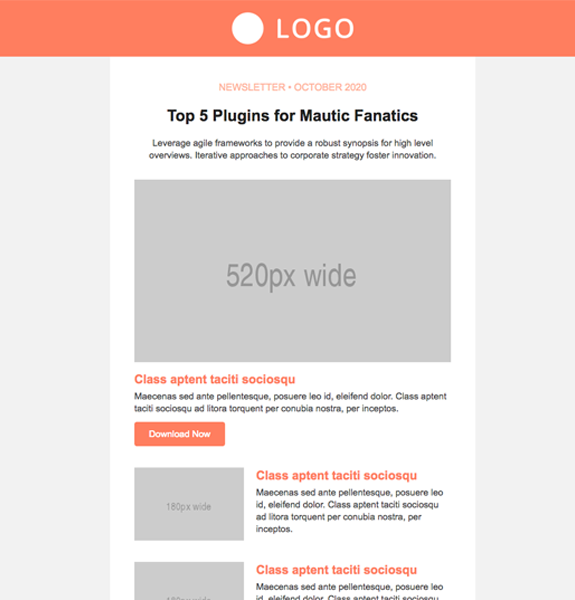 LOGO
NEWSLETTER • OCTOBER 2020
Top 5 Plugins for Mautic Fanatics
Leverage agile frameworks to provide a robust synopsis for high level
overviews. Iterative approaches to corporate strategy foster innovation.
520px wide
Class aptent taciti sociosqu
Maecenas sed ante pellentesque, posuere leo id, eleifend dolor. Class aptent
taciti sociosqu ad litora torquent per conubia nostra, per inceptos.
Download Now
180px wide
Class aptent taciti sociosqu
Maecenas sed ante pellentesque, posuere leo
id, eleifend dolor. Class aptent taciti sociosqu
ad litora torquent per conubia nostra, per
inceptos.
180px wide
Class aptent taciti sociosqu
Maecenas sed ante pellentesque, posuere leo
id, eleifend dolor. Class aptent taciti sociosqu